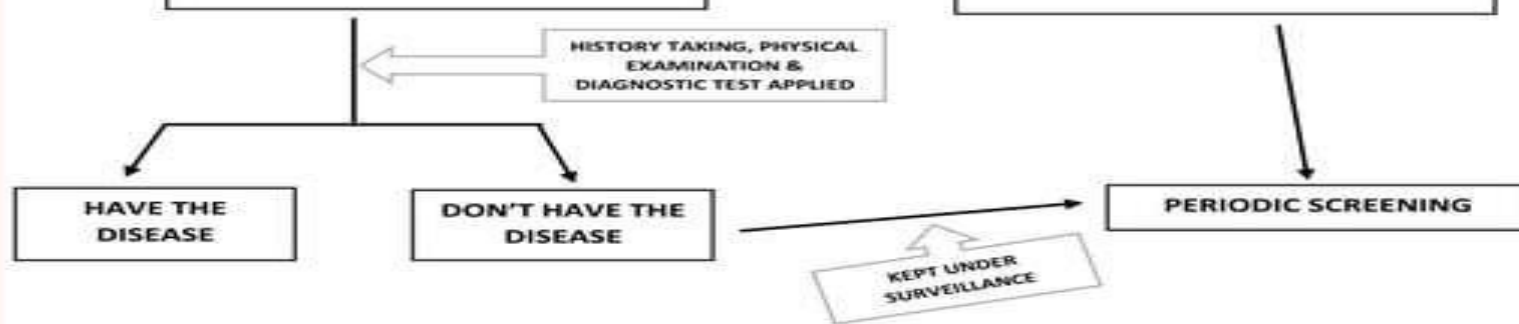 HISTORY TAKING, PHYSICAL
EXAMINATION &
DIAGNOSTIC TEST APPLIED
HAVE THE
DISEASE
DON'T HAVE THE
DISEASE
PERIODIC SCREENING
KEPT UNDER
SURVEILLANCE